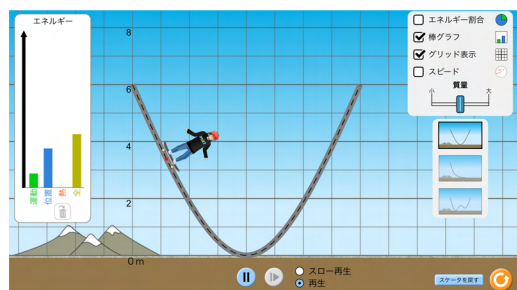 エネルギー
運動
位置
熱
全
8
6
4
2
0 m
エネルギー割合
棒グラフ
グリッド表示
スピード
質量
小
大
スロー再生
再生
スケータを戻す